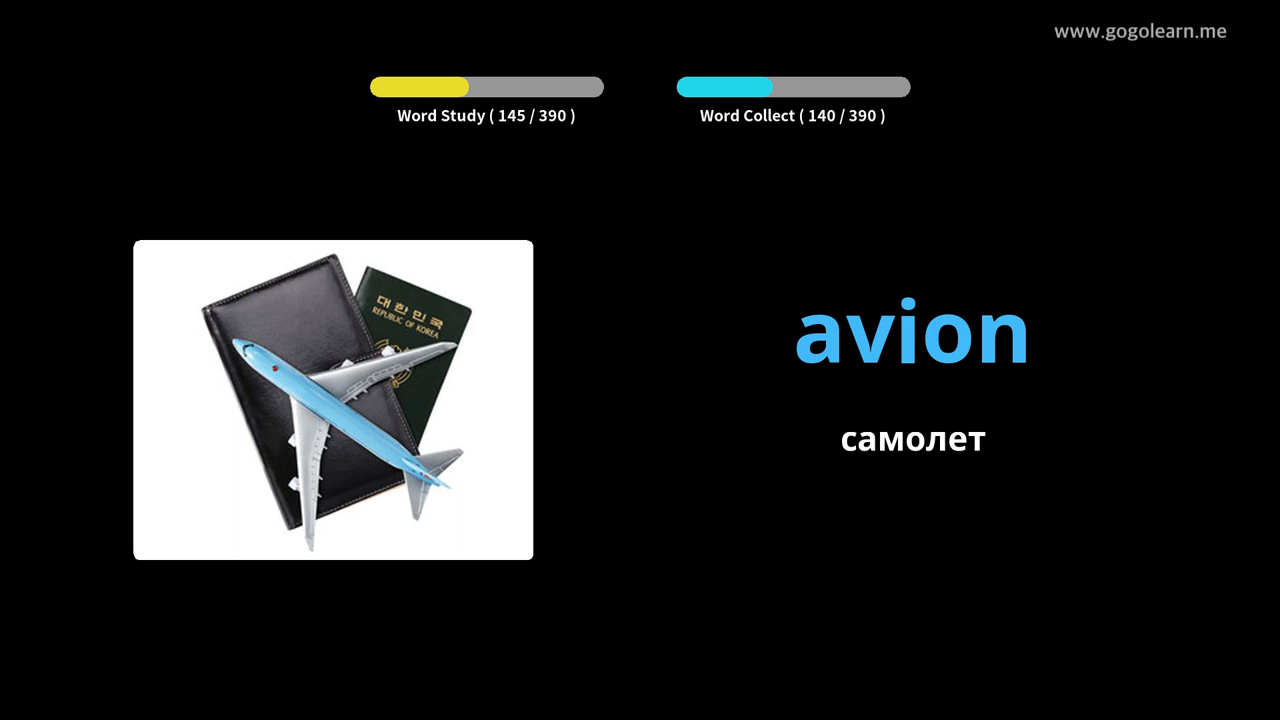 www.gogolearn.me
Word Study ( 145 / 390 )
Word Collect ( 140 / 390 )
대한민국
REPUBLIC OF KOREA
avion
самолет